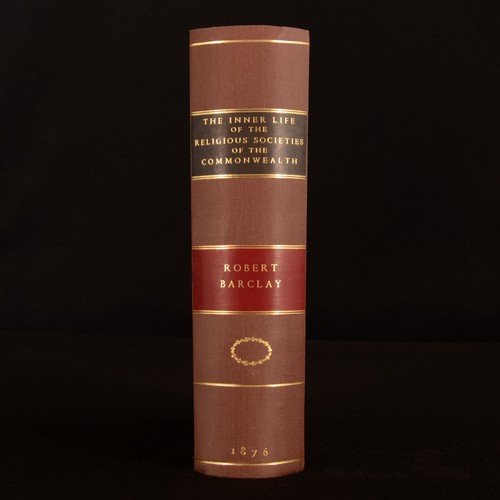 THE INNER LIFE
OF THE
RELIGIOUS SOCIETIES
OF THE
COMMONWEALTH
ROBERT
BARCLAY
1876